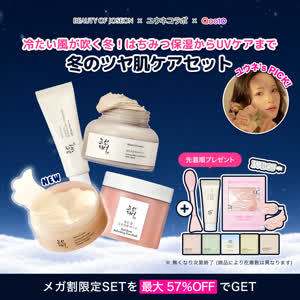 BEAUTY OF JOSEON × ユウネコラボ × Qoo10
冷たい風が吹く冬！はちみつ保湿からUVケアまで
冬のツヤ肌ケアセット
ユウネ's PICK!
NEW
先着順プレゼント
※ 無くなり次第終了 (商品により在庫数は異なります)
メガ割限定SETを 最大 57%OFF でGET